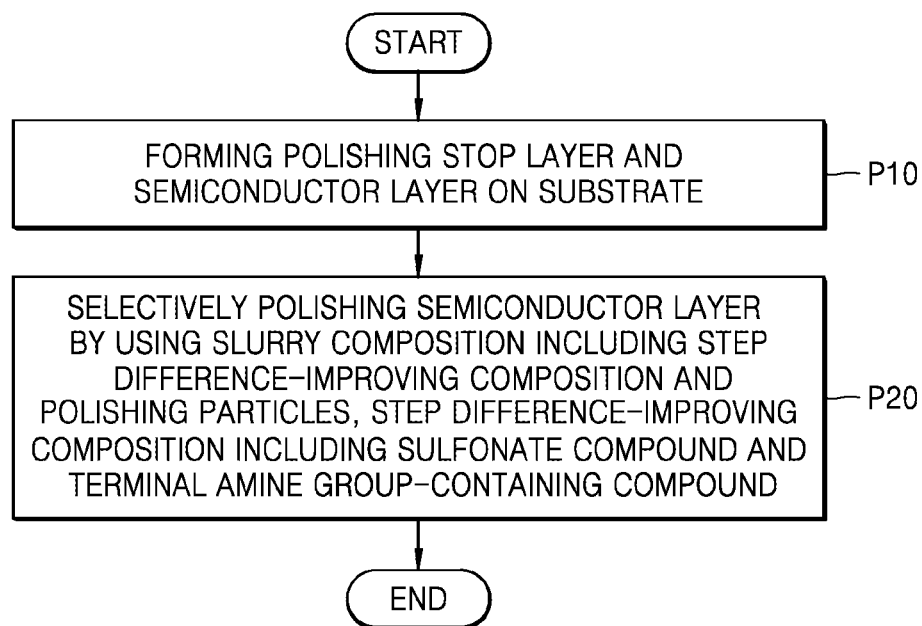 START
FORMING POLISHING STOP LAYER AND
SEMICONDUCTOR LAYER ON SUBSTRATE
P10
SELECTIVELY POLISHING SEMICONDUCTOR LAYER
BY USING SLURRY COMPOSITION INCLUDING STEP
DIFFERENCE-IMPROVING COMPOSITION AND
POLISHING PARTICLES, STEP DIFFERENCE-IMPROVING
COMPOSITION INCLUDING SULFONATE COMPOUND AND
TERMINAL AMINE GROUP-CONTAINING COMPOUND
P20
END